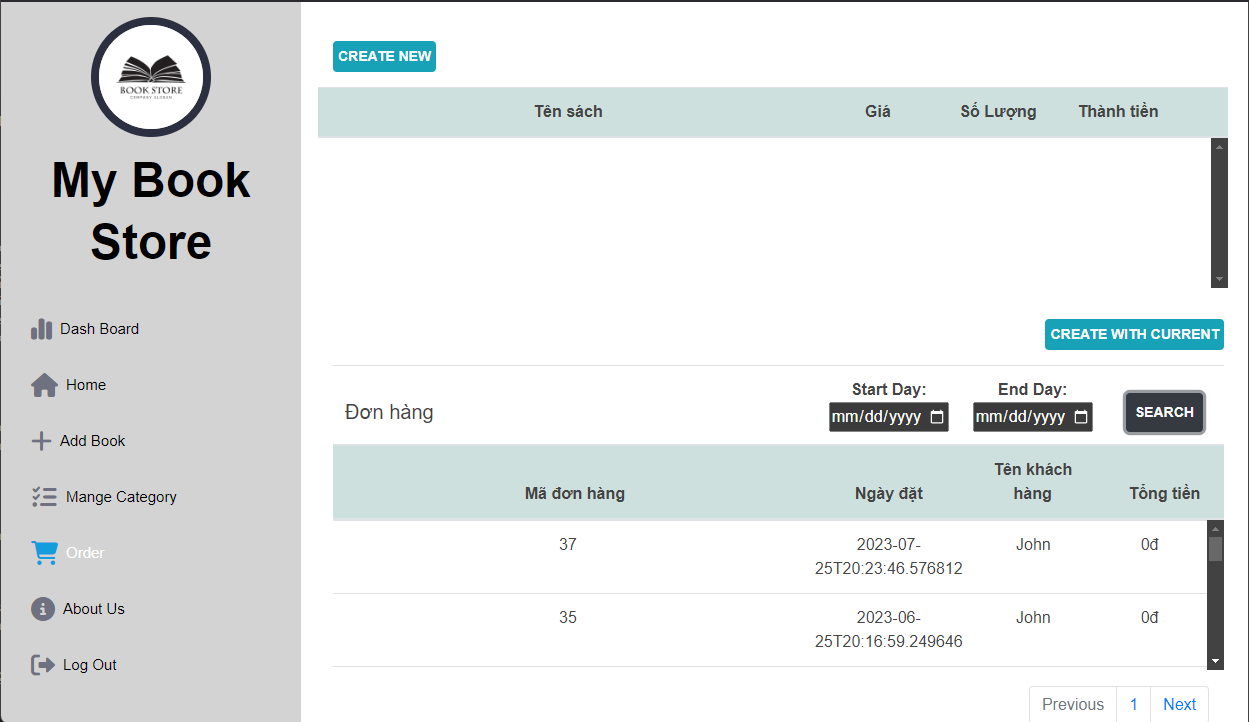 BOOK STORE
COMPANY SLOGAN
My Book
Store
Dash Board
Home
Add Book
Mange Category
Order
About Us
Log Out
CREATE NEW
Tên sách Giá Số Lượng Thành tiền
CREATE WITH CURRENT
Đơn hàng
Start Day: End Day:
mm/dd/yyyy mm/dd/yyyy SEARCH
Mã đơn hàng Ngày đặt Tên khách hàng Tổng tiền
37 2023-07-25T20:23:46.576812 John 0đ
35 2023-06-25T20:16:59.249646 John 0đ
Previous 1 Next